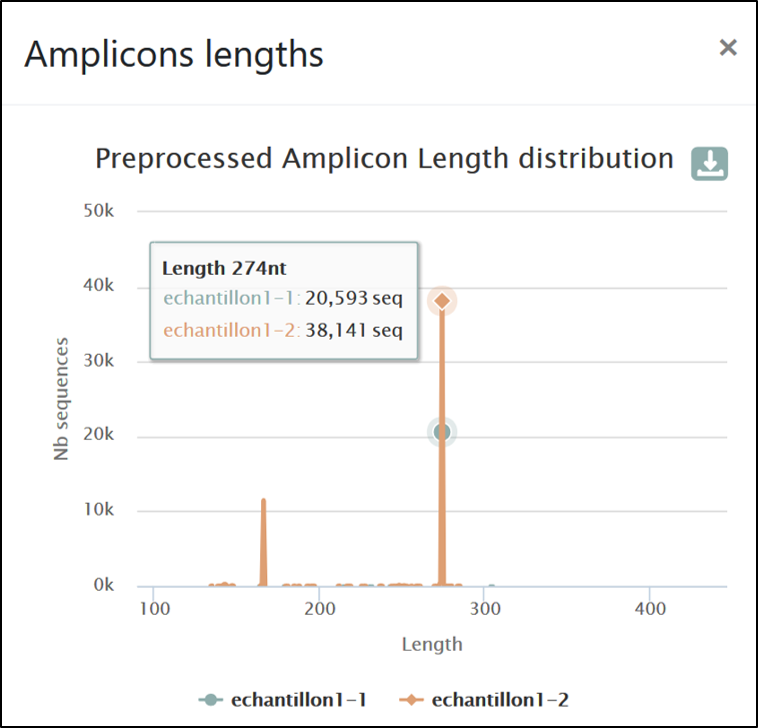 Amplicons lengths
×
Preprocessed Amplicon Length distribution
50k
40k
30k
20k
10k
0k
Nb sequences
Length 274nt
echantillon1-1: 20,593 seq
echantillon1-2: 38,141 seq
100 200 300 400
Length
echantillon1-1 echantillon1-2